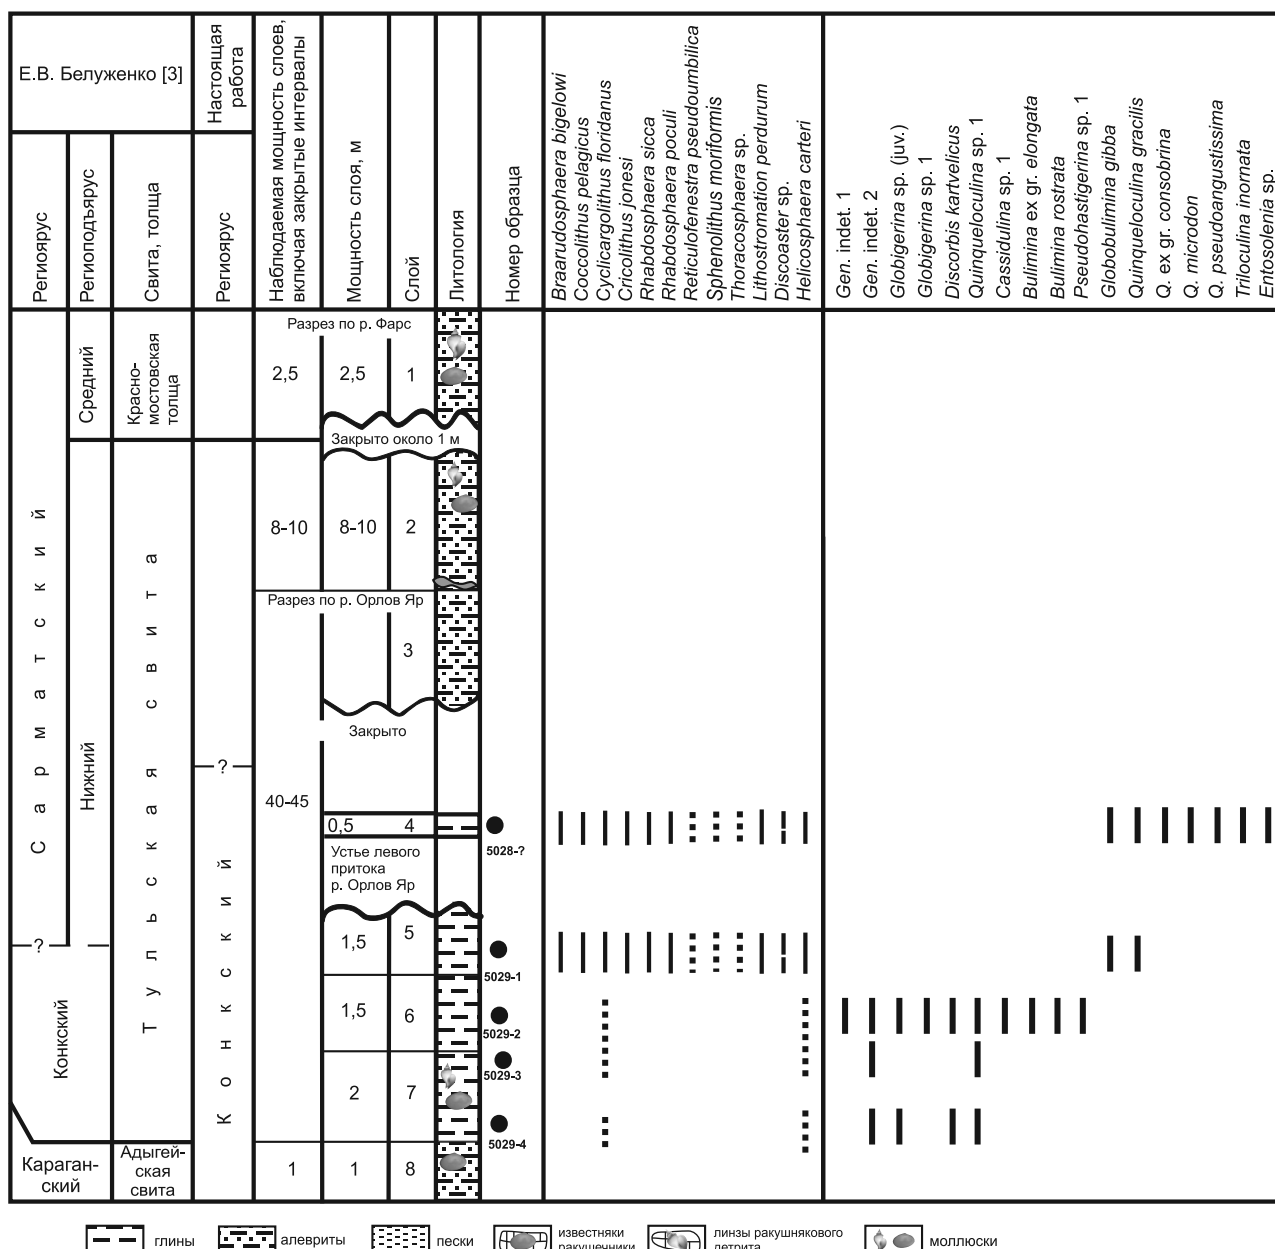 Е.В. Белуженко [3]
Настоящая
работа
Региоярус
Региоподъярус
Свита, толща
Региоярус
Наблюдаемая мощность слоев,
включая закрытые интервалы
Мощность слоя, м
Слой
Литология
Номер образца
Braarudosphaera bigelowi
Coccolithus pelagicus
Cyclicargolithus floridanus
Cricolithus jonesi
Rhabdosphaera sicca
Rhabdosphaera poculi
Reticulofenestra pseudoumbilica
Sphenolithus moriformis
Thoracosphaera sp.
Lithostromation perdurum
Discoaster sp.
Helicosphaera carteri
Gen. indet. 1
Gen. indet. 2
Globigerina sp. (juv.)
Globigerina sp. 1
Discorbis kartvelicus
Quinqueloculina sp. 1
Cassidulina sp. 1
Bulimina ex gr. elongata
Bulimina rostrata
Pseudohastigerina sp. 1
Globobulimina gibba
Quinqueloculina gracilis
Q. ex gr. consobrina
Q. microdon
Q. pseudoangustissima
Triloculina inornata
Entosolenia sp.
Сарматский
Средний
Красно-
мостовская
толща
Разрез по р. Фарс
2,5
2,5
1
Закрыто около 1 м
Нижний
Тульская свита
8-10
8-10
2
Разрез по р. Орлов Яр
3
Закрыто
?
40-45
0,5
4
5028-?
Устье левого
притока
р. Орлов Яр
Конкский
?
1,5
5
5029-1
Конкский
1,5
6
5029-2
5029-3
2
7
5029-4
Караган-
ский
Адыгей-
ская
свита
1
1
8
глины
алевриты
пески
известняки
ракушечники
линзы ракушнякового
детрита
моллюски